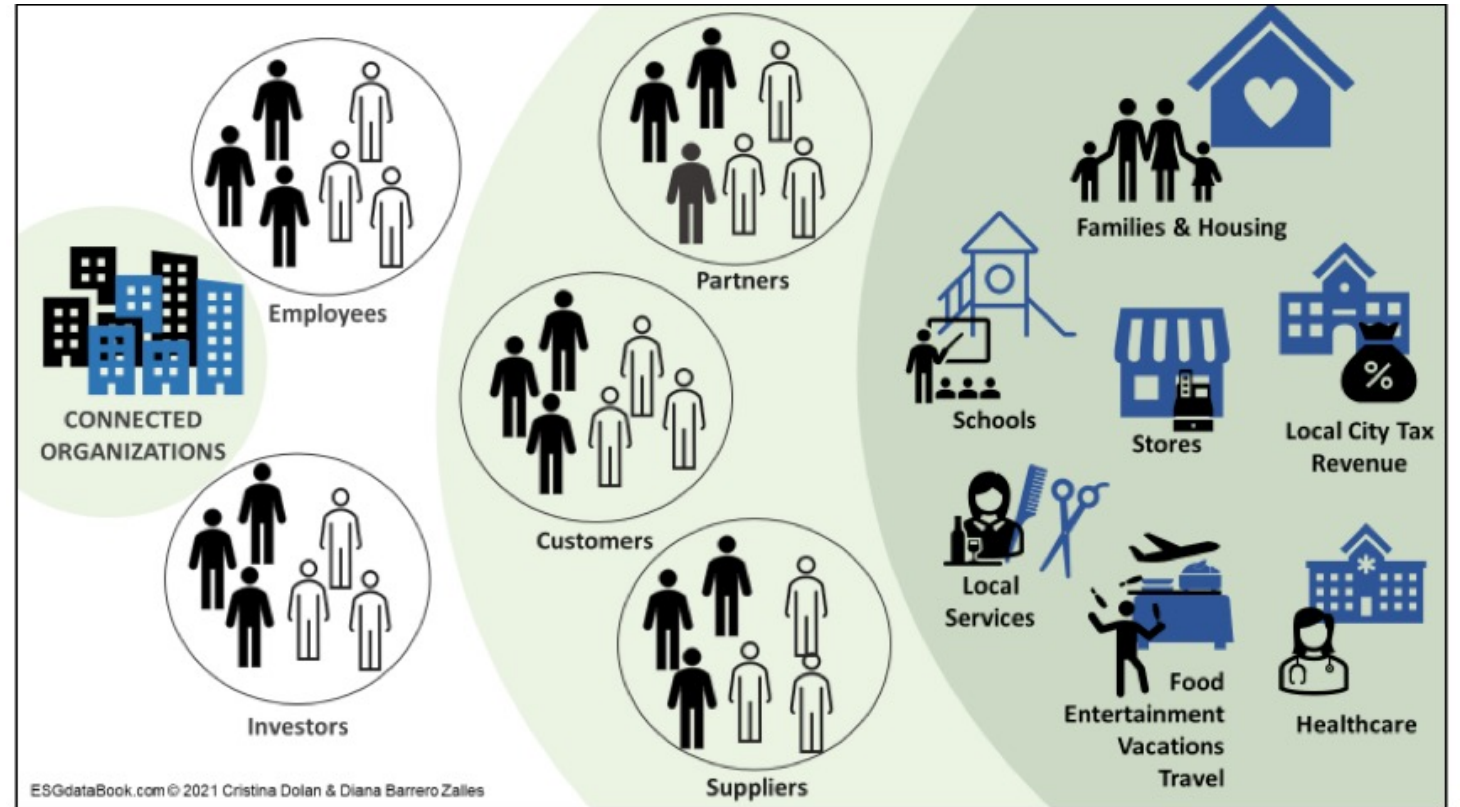 CONNECTED
ORGANIZATIONS
Employees
Investors
Partners
Customers
Suppliers
Families & Housing
Schools
Stores
Local City Tax
Revenue
%
Local
Services
Food
Entertainment
Vacations
Travel
Healthcare
ESGdataBook.com © 2021 Cristina Dolan & Diana Barrero Zalles